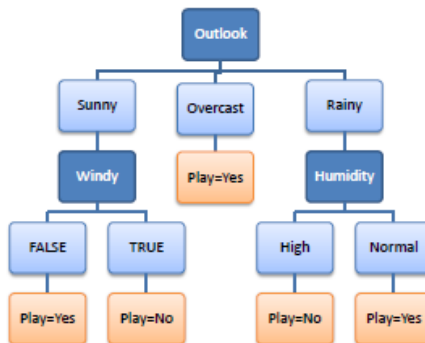 Outlook
Sunny
Overcast
Rainy
Windy
Play=Yes
Humidity
FALSE
TRUE
High
Normal
Play=Yes
Play=No
Play=No
Play=Yes